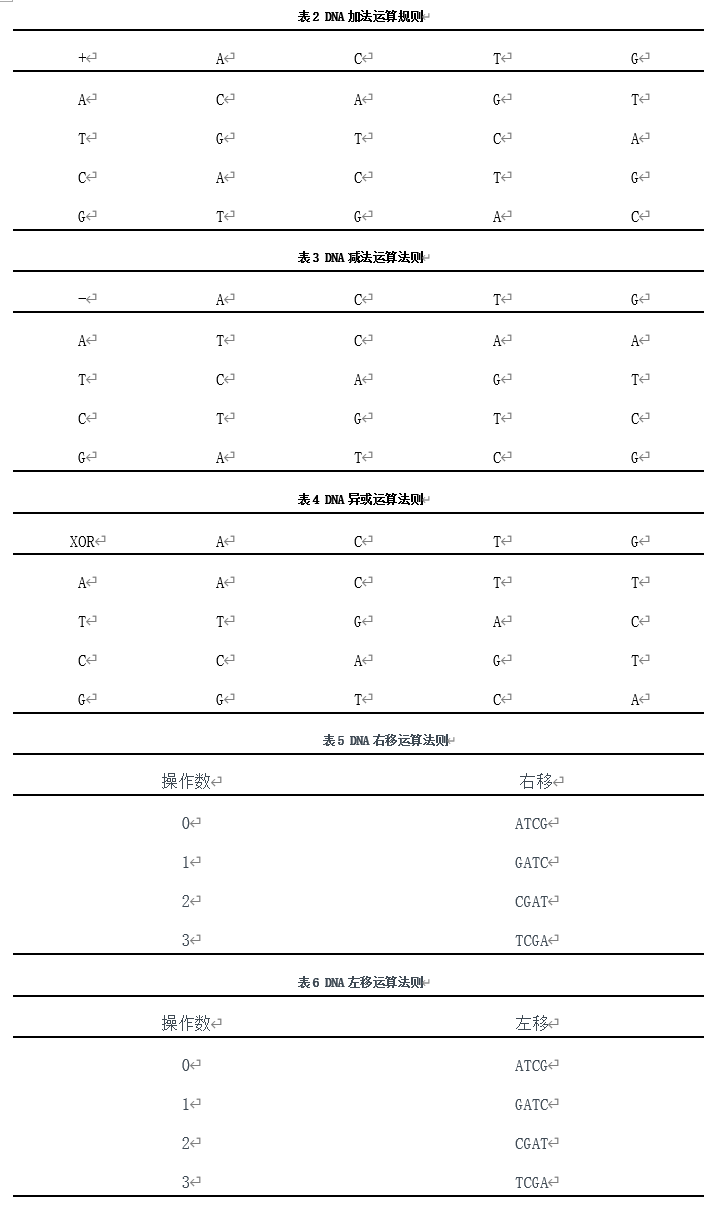 表2 DNA 加法运算规则
+ A C T G
A C A G T
T G T C A
C A C T G
G T G A C
表3 DNA 减法运算法则
− A C T G
A T C A A
T C A G T
C T G T C
G A T C G
表4 DNA 异或运算法则
XOR A C T G
A A C T T
T T G A C
C C A G T
G G T C A
表5 DNA 右移运算法则
操作数 右移
0 ATCG
1 GATC
2 CGAT
3 TCGA
表6 DNA 左移运算法则
操作数 左移
0 ATCG
1 GATC
2 CGAT
3 TCGA